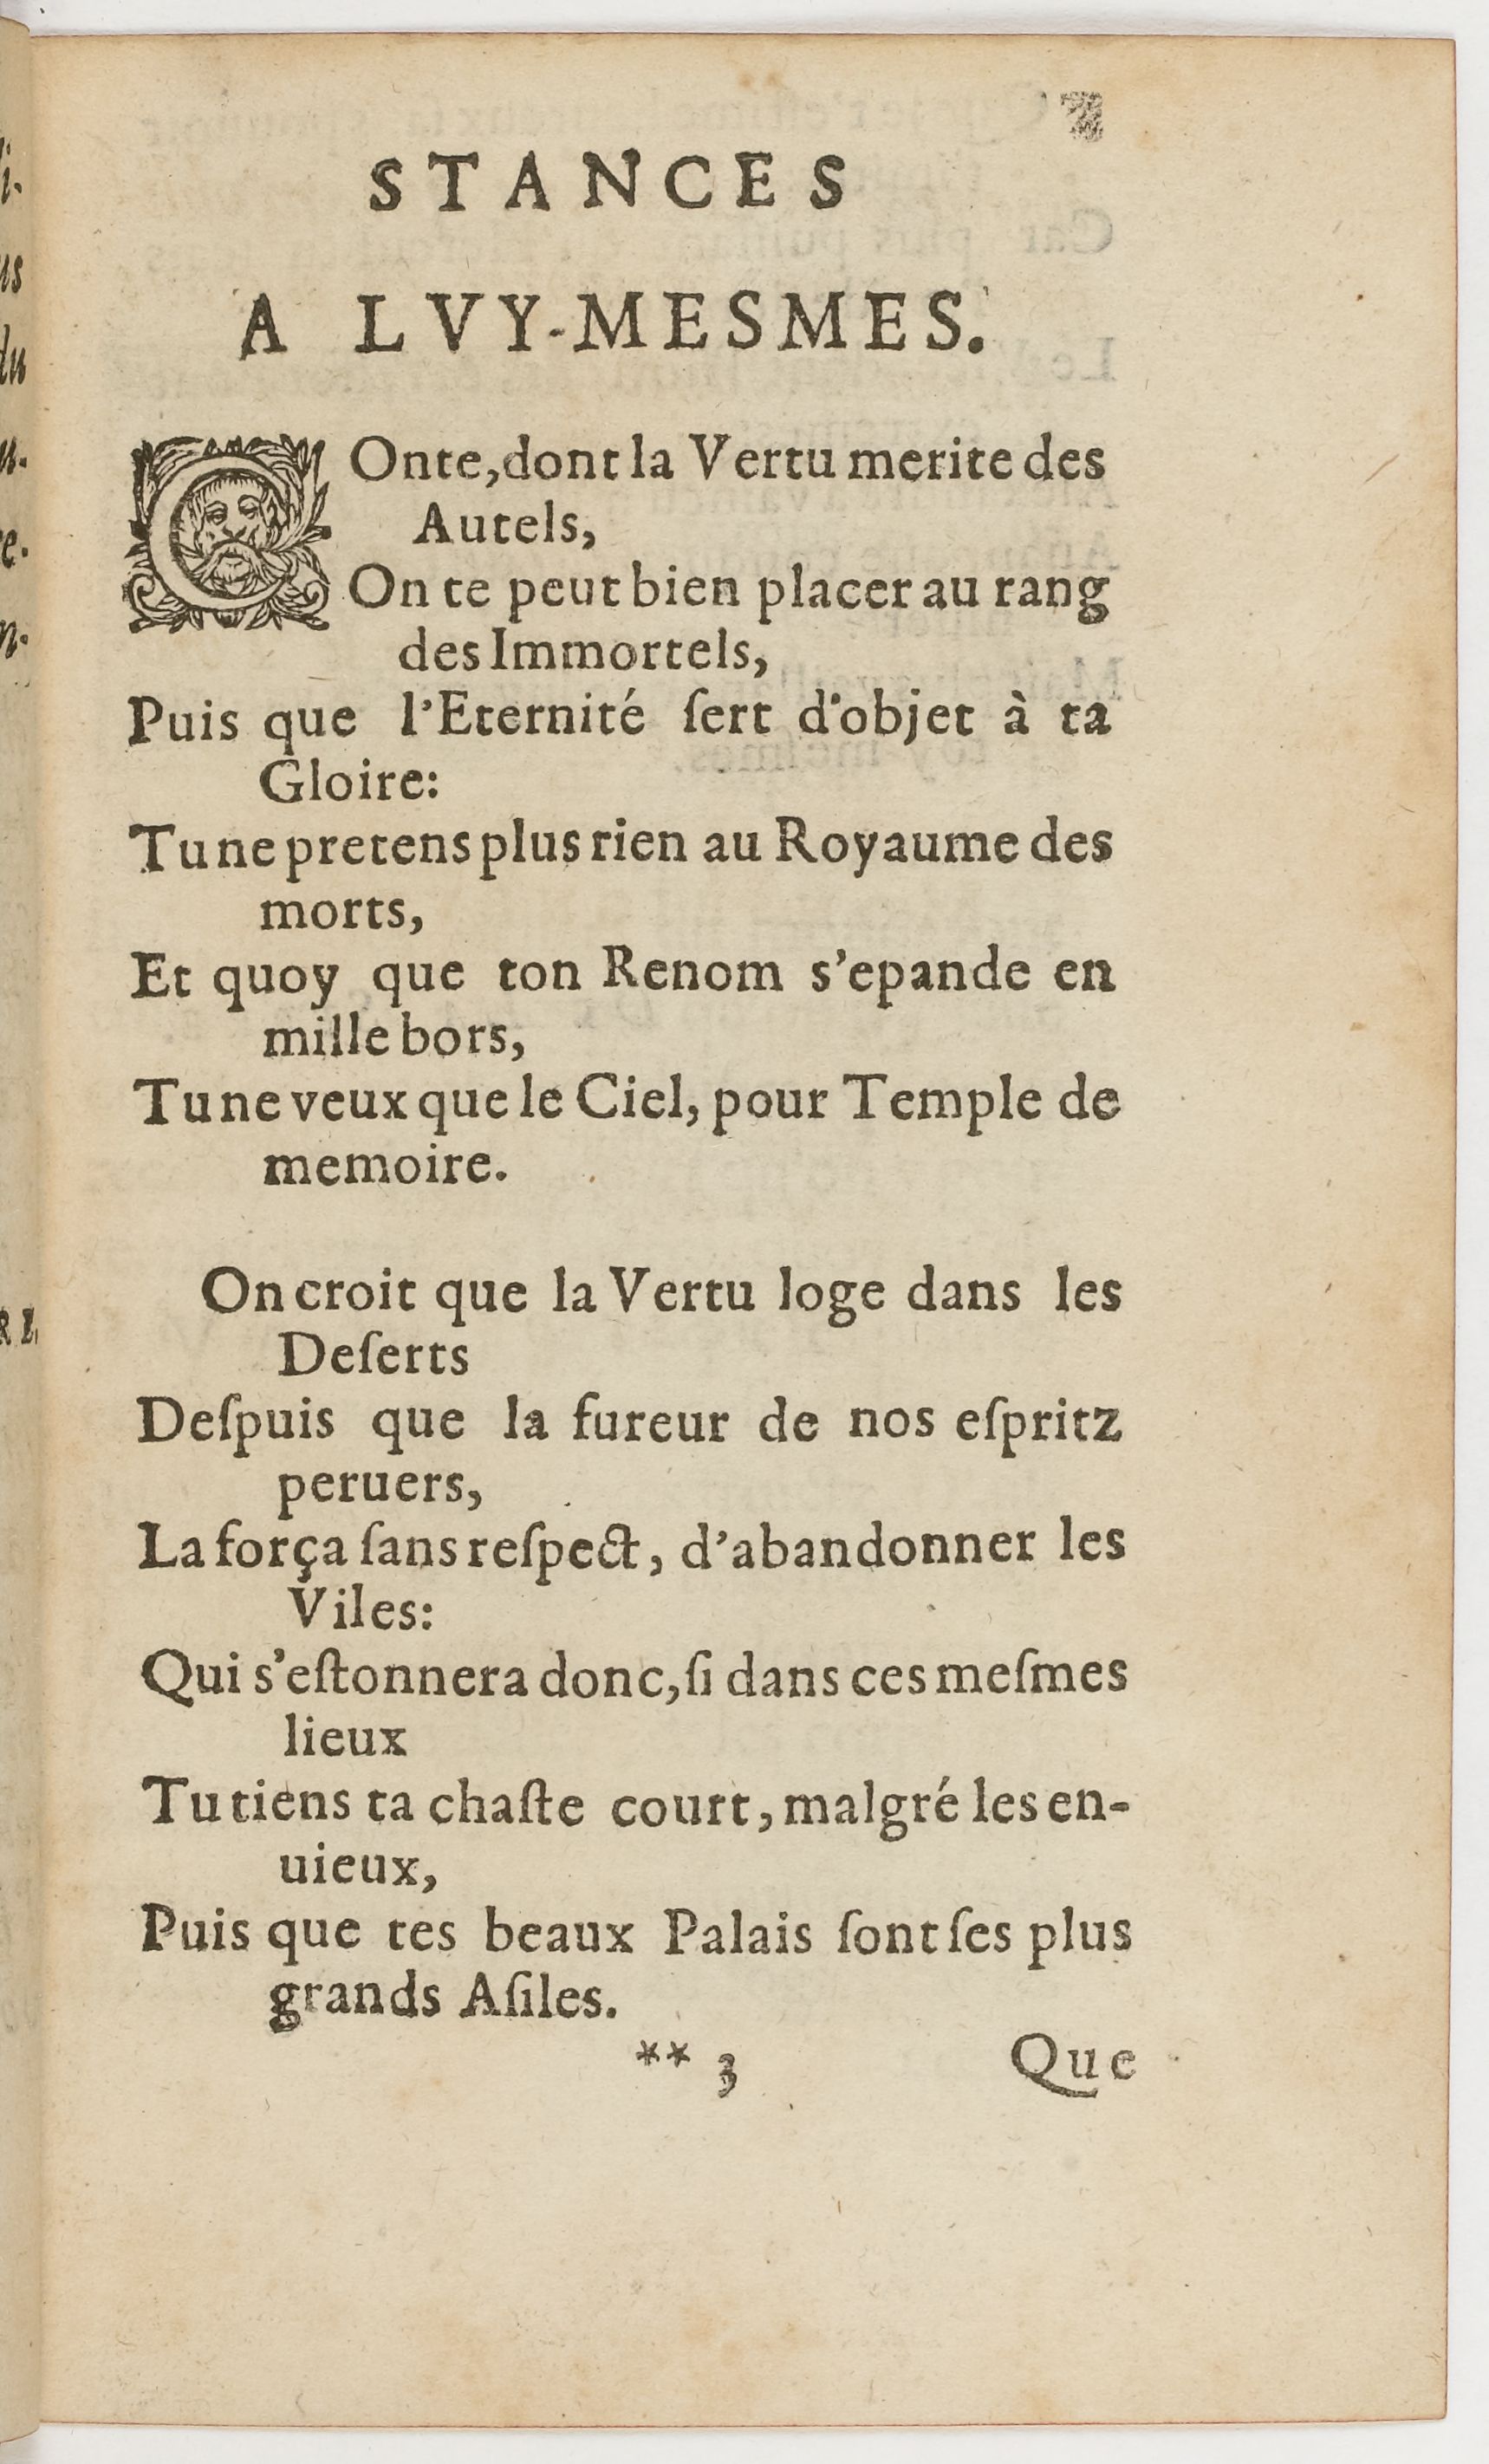 STANCES
A LVY-MESMES.
COnte, dont la Vertu merite des
Autels,
On te peut bien placer au rang
des Immortels,
Puis que l'Eternité ſert d'objet à ta
Gloire:
Tu ne pretens plus rien au Royaume des
morts,
Et quoy que ton Renom s'epande en
mille bors,
Tu ne veux que le Ciel, pour Temple de
memoire.
On croit que la Vertu loge dans les
Deſerts
Deſpuis que la fureur de nos eſpritz
peruers,
La força ſans reſpect, d'abandonner les
Viles:
Qui s'eſtonnera donc, ſi dans ces meſmes
lieux
Tu tiens ta chaſte court, malgré les en-
uieux,
Puis que tes beaux Palais ſont ſes plus
grands Aſiles.
** 3 Que